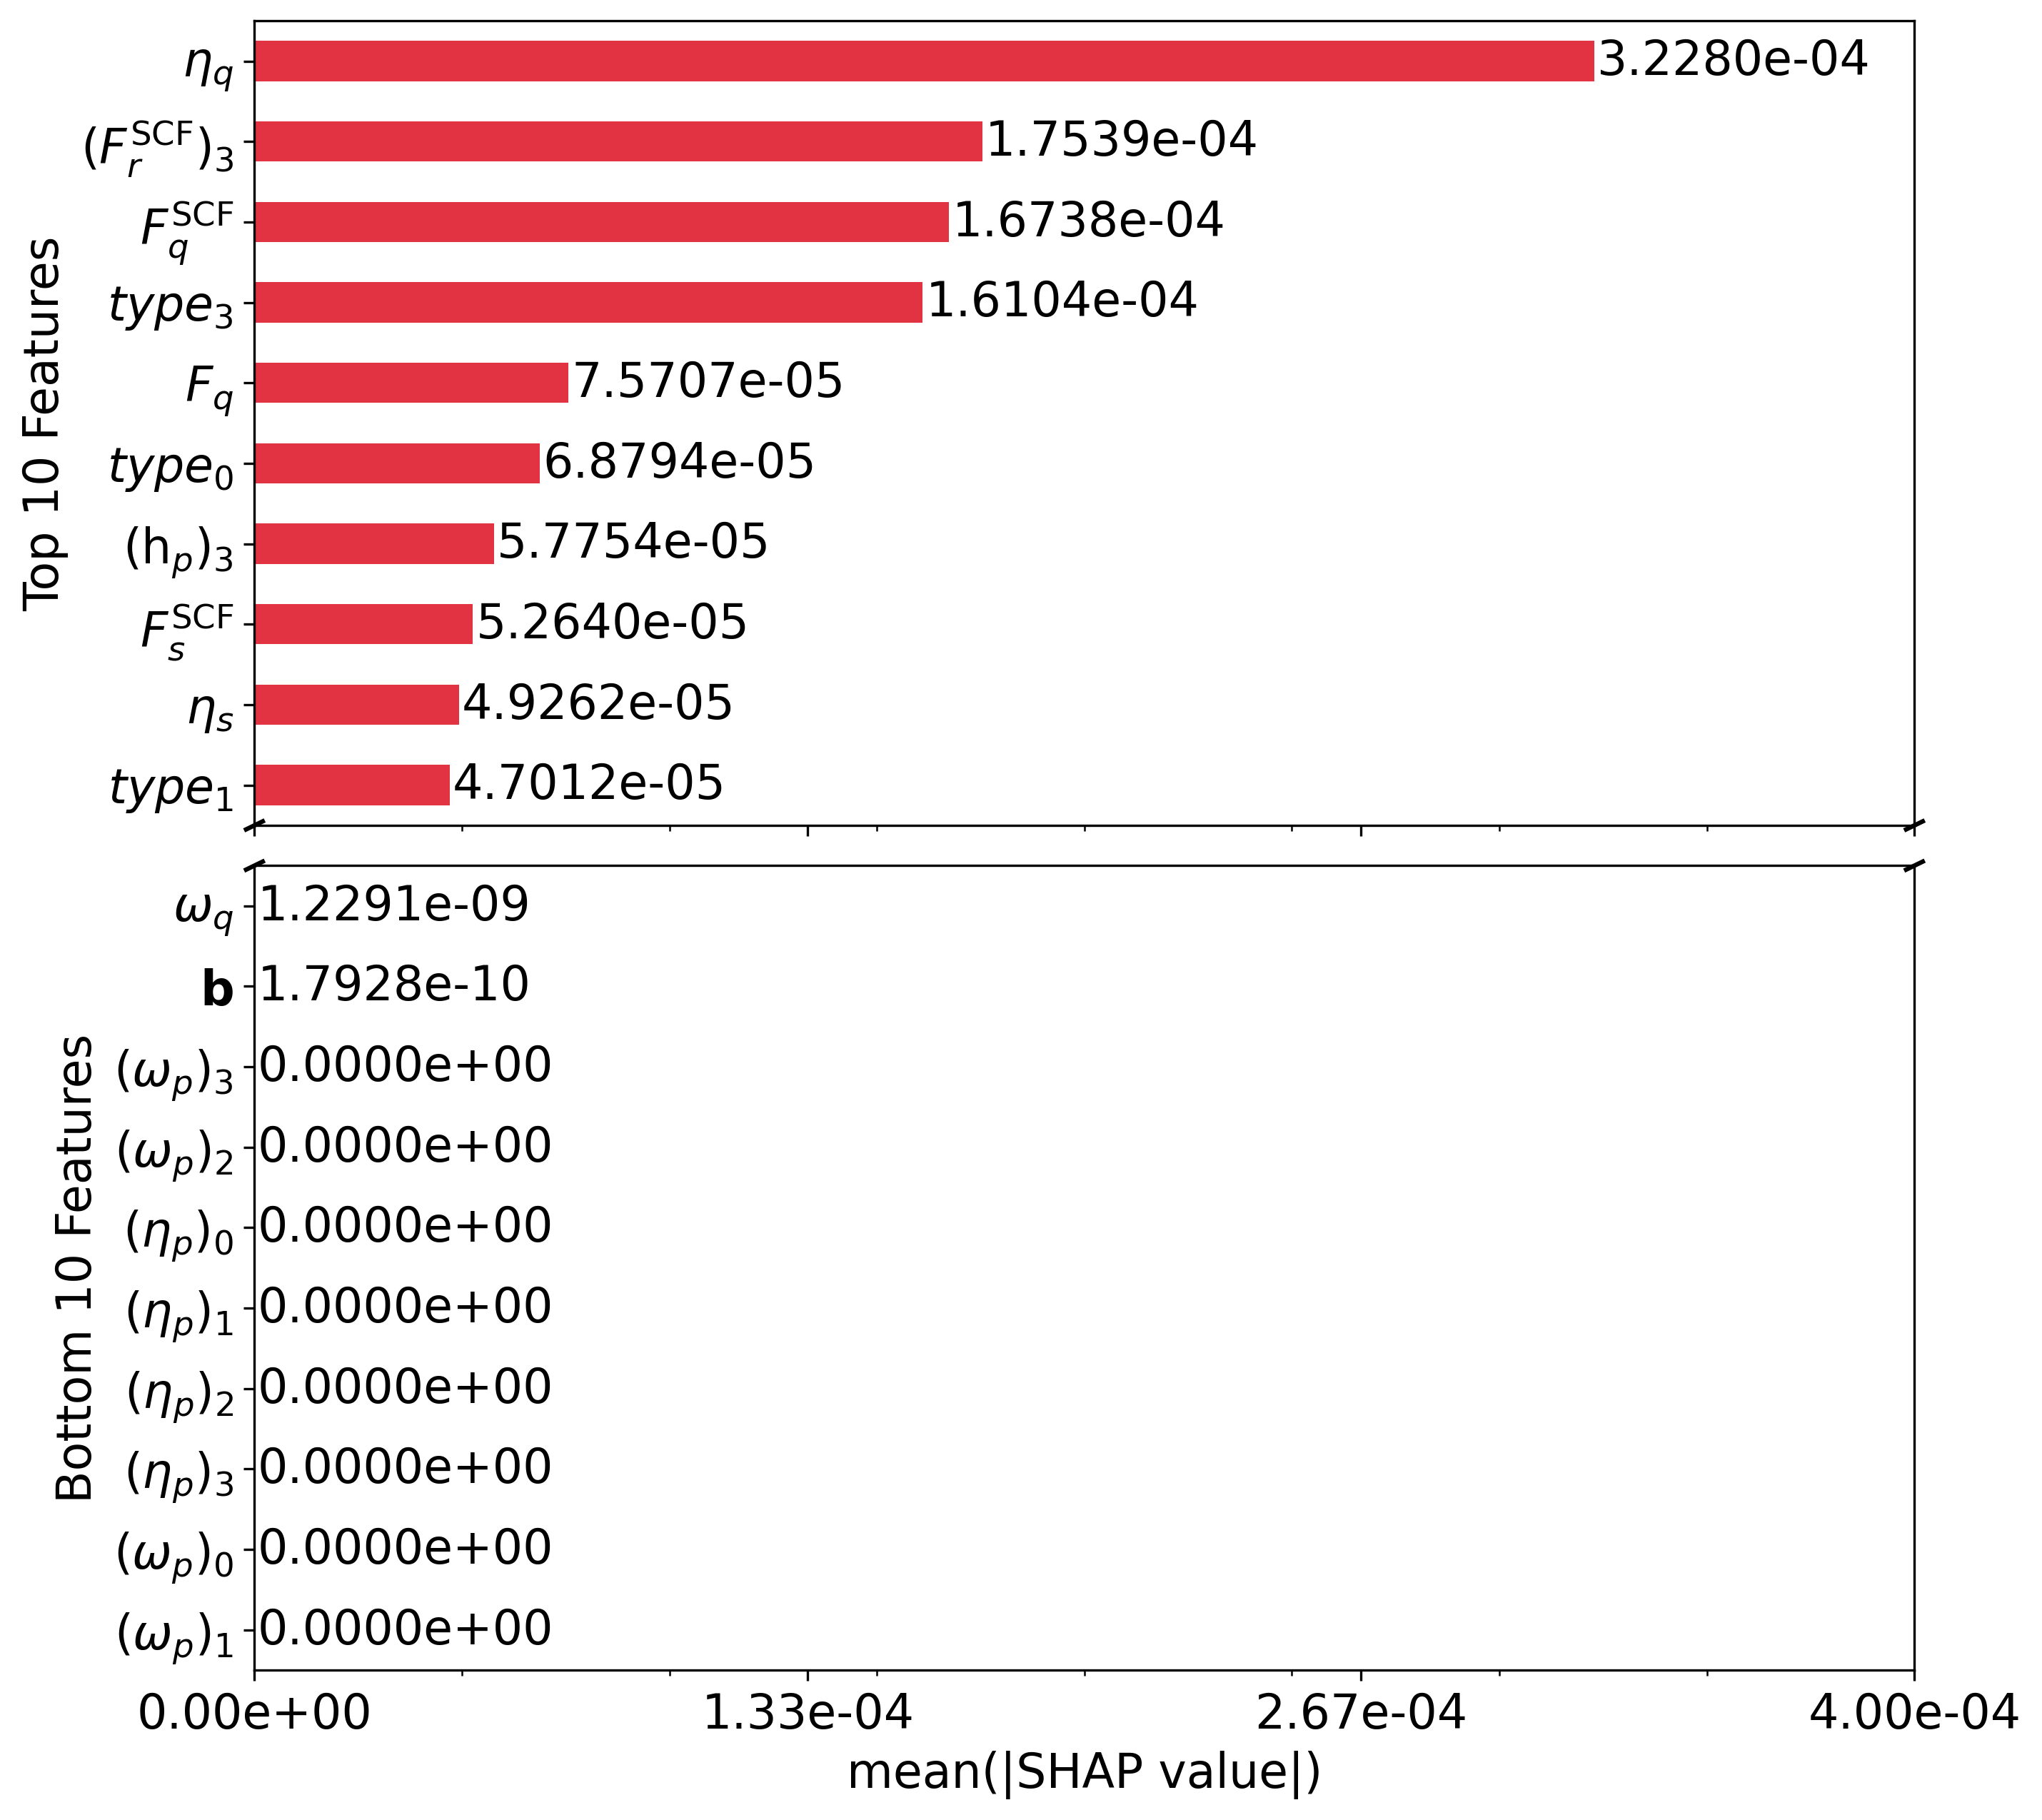 Top 10 Features
η_q 3.2280e-04
(F_r^SCF)_3 1.7539e-04
F_q^SCF 1.6738e-04
type_3 1.6104e-04
F_q 7.5707e-05
type_0 6.8794e-05
(h_p)_3 5.7754e-05
F_s^SCF 5.2640e-05
η_s 4.9262e-05
type_1 4.7012e-05
Bottom 10 Features
ω_q 1.2291e-09
b 1.7928e-10
(ω_p)_3 0.0000e+00
(ω_p)_2 0.0000e+00
(η_p)_0 0.0000e+00
(η_p)_1 0.0000e+00
(η_p)_2 0.0000e+00
(η_p)_3 0.0000e+00
(ω_p)_0 0.0000e+00
(ω_p)_1 0.0000e+00
0.00e+00 1.33e-04 2.67e-04 4.00e-04
mean(|SHAP value|)